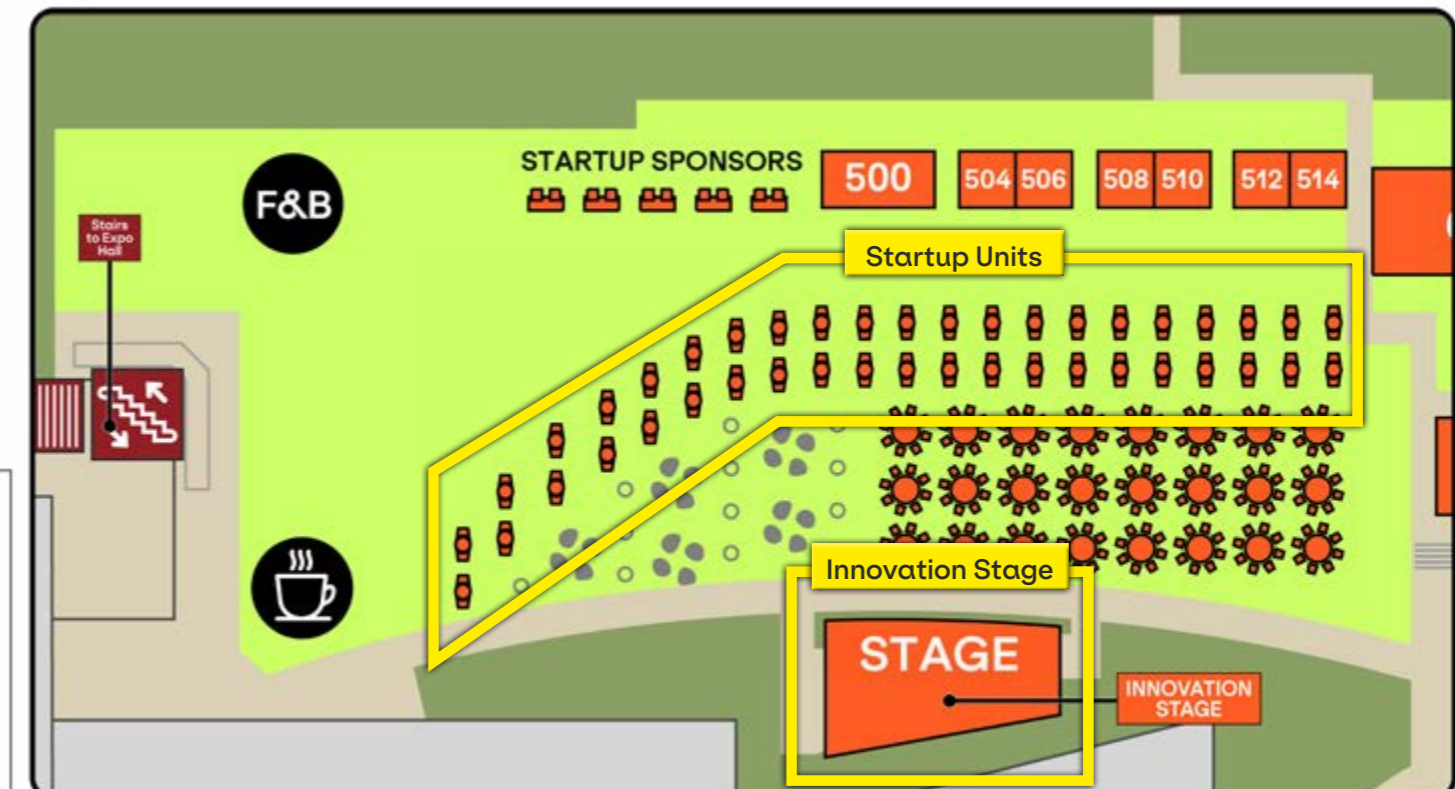 STARTUP SPONSORS
500
504 506
508 510
512 514
F&B
Stairs
to Expo
Hall
Startup Units
Innovation Stage
STAGE
INNOVATION
STAGE